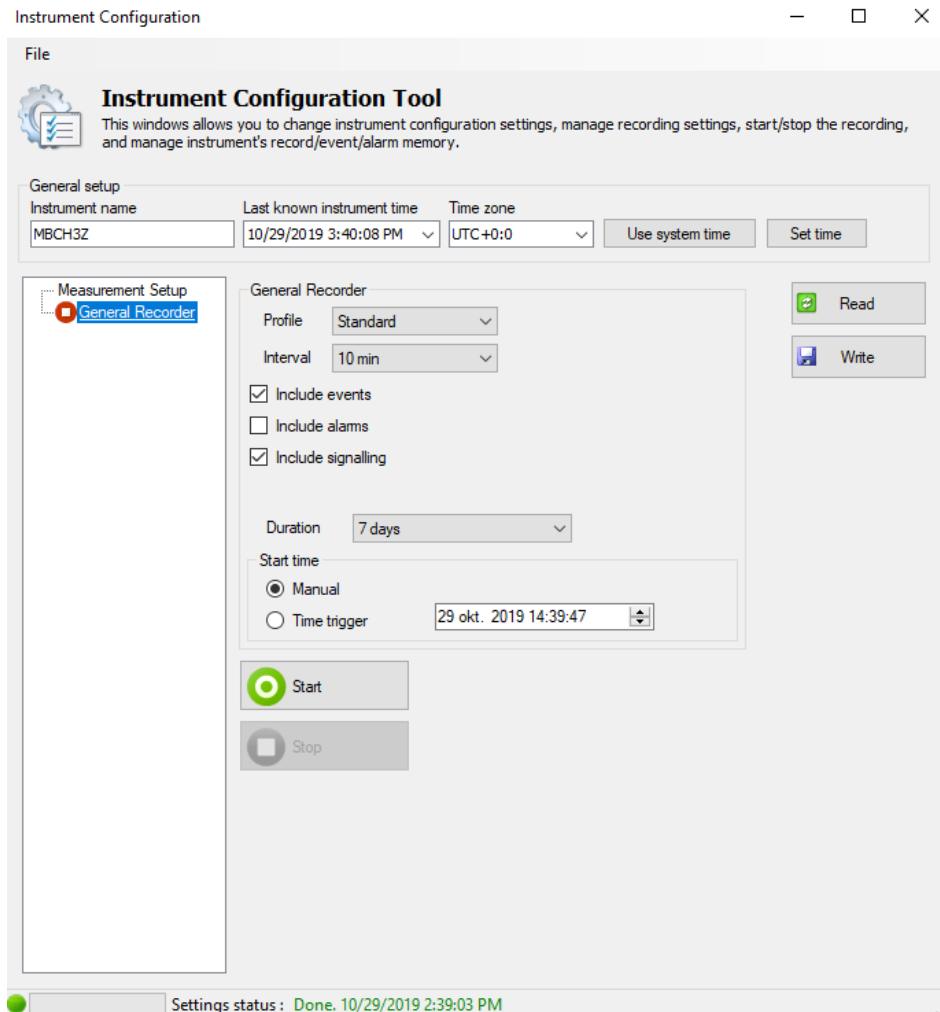 Instrument Configuration
File
Instrument Configuration Tool
This windows allows you to change instrument configuration settings, manage recording settings, start/stop the recording,
and manage instrument's record/event/alarm memory.
General setup
Instrument name
Last known instrument time
Time zone
MBCH3Z
10/29/2019 3:40:08 PM
UTC+0:0
Use system time
Set time
Measurement Setup
General Recorder
General Recorder
Profile
Standard
Interval
10 min
Include events
Include alarms
Include signalling
Duration
7 days
Start time
Manual
Time trigger
29 okt. 2019 14:39:47
Start
Stop
Read
Write
Settings status : Done. 10/29/2019 2:39:03 PM